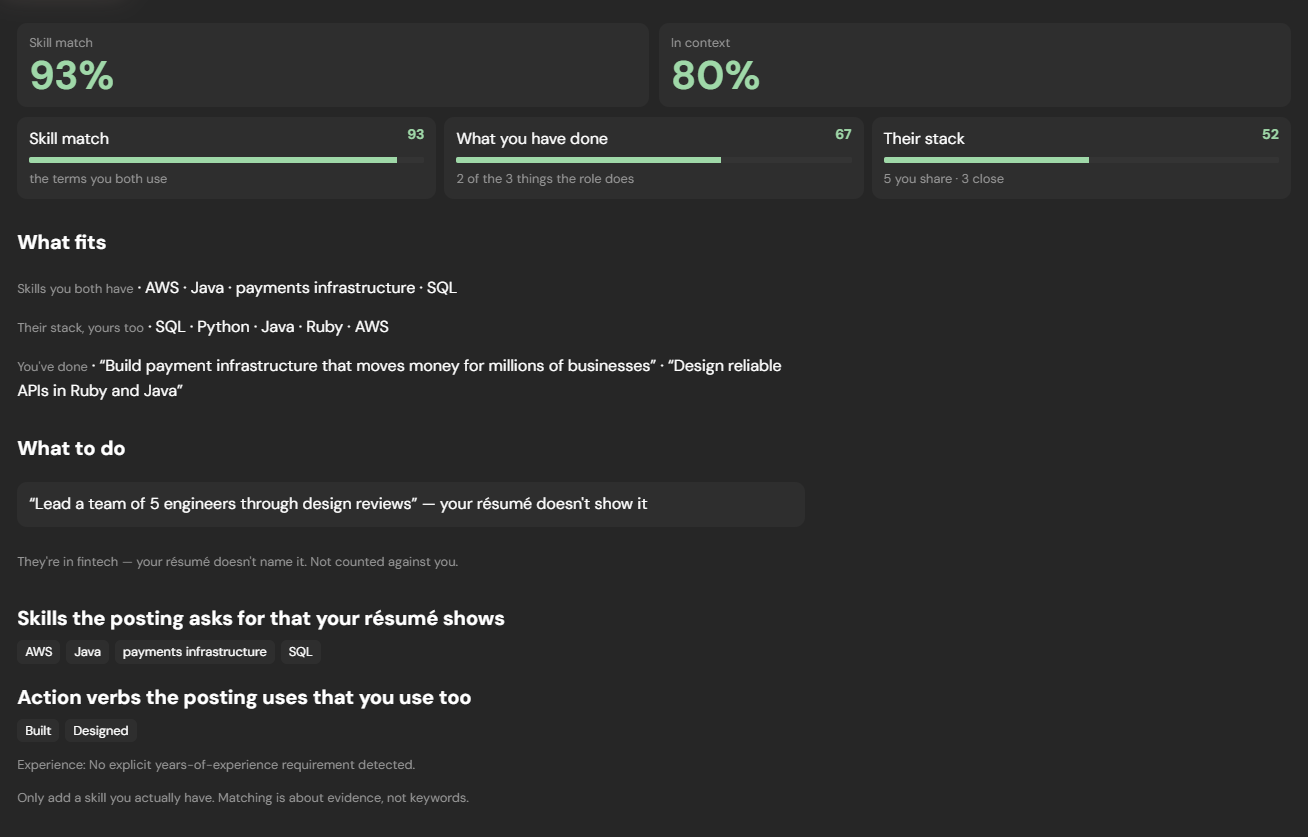 Skill match
93%
In context
80%
Skill match
93
the terms you both use
What you have done
67
2 of the 3 things the role does
Their stack
52
5 you share · 3 close
What fits
Skills you both have · AWS · Java · payments infrastructure · SQL
Their stack, yours too · SQL · Python · Java · Ruby · AWS
You've done · “Build payment infrastructure that moves money for millions of businesses” · “Design reliable
APIs in Ruby and Java”
What to do
“Lead a team of 5 engineers through design reviews” — your résumé doesn't show it
They're in fintech — your résumé doesn't name it. Not counted against you.
Skills the posting asks for that your résumé shows
AWS Java payments infrastructure SQL
Action verbs the posting uses that you use too
Built Designed
Experience: No explicit years-of-experience requirement detected.
Only add a skill you actually have. Matching is about evidence, not keywords.